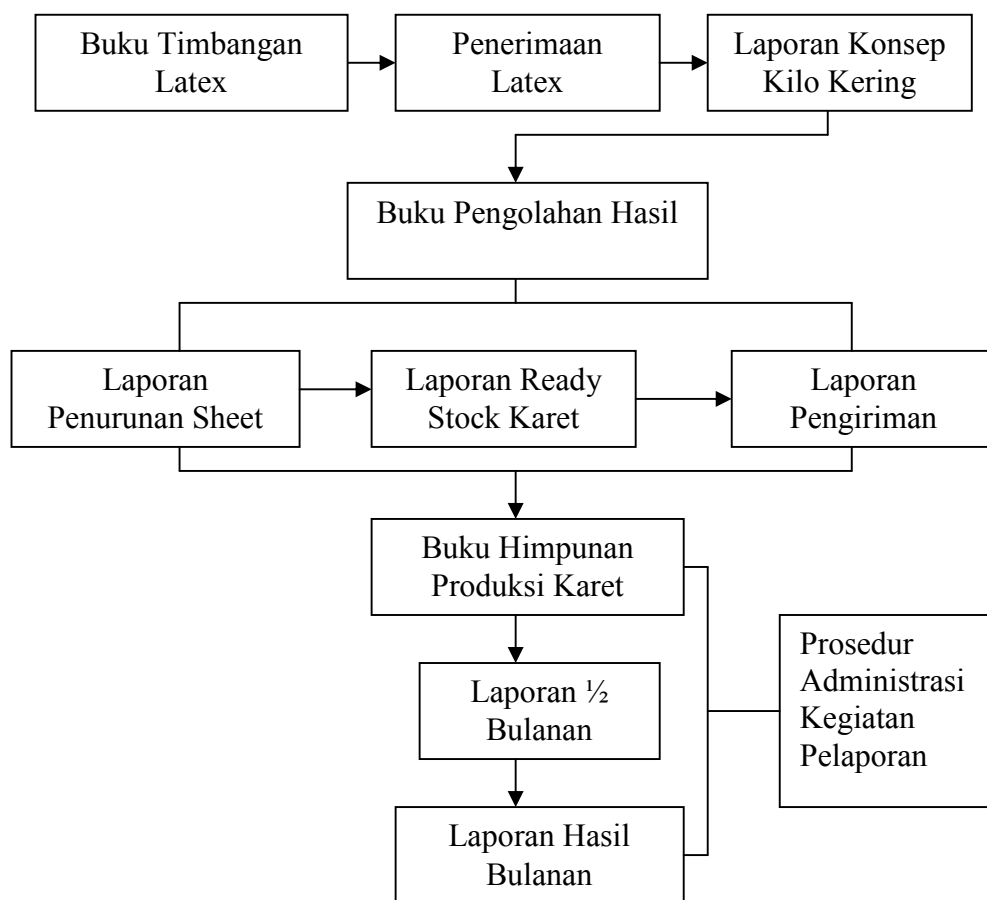 Buku Timbangan
Latex
Penerimaan
Latex
Laporan Konsep
Kilo Kering
Buku Pengolahan Hasil
Laporan
Penurunan Sheet
Laporan Ready
Stock Karet
Laporan
Pengiriman
Buku Himpunan
Produksi Karet
Laporan ½
Bulanan
Laporan Hasil
Bulanan
Prosedur
Administrasi
Kegiatan
Pelaporan